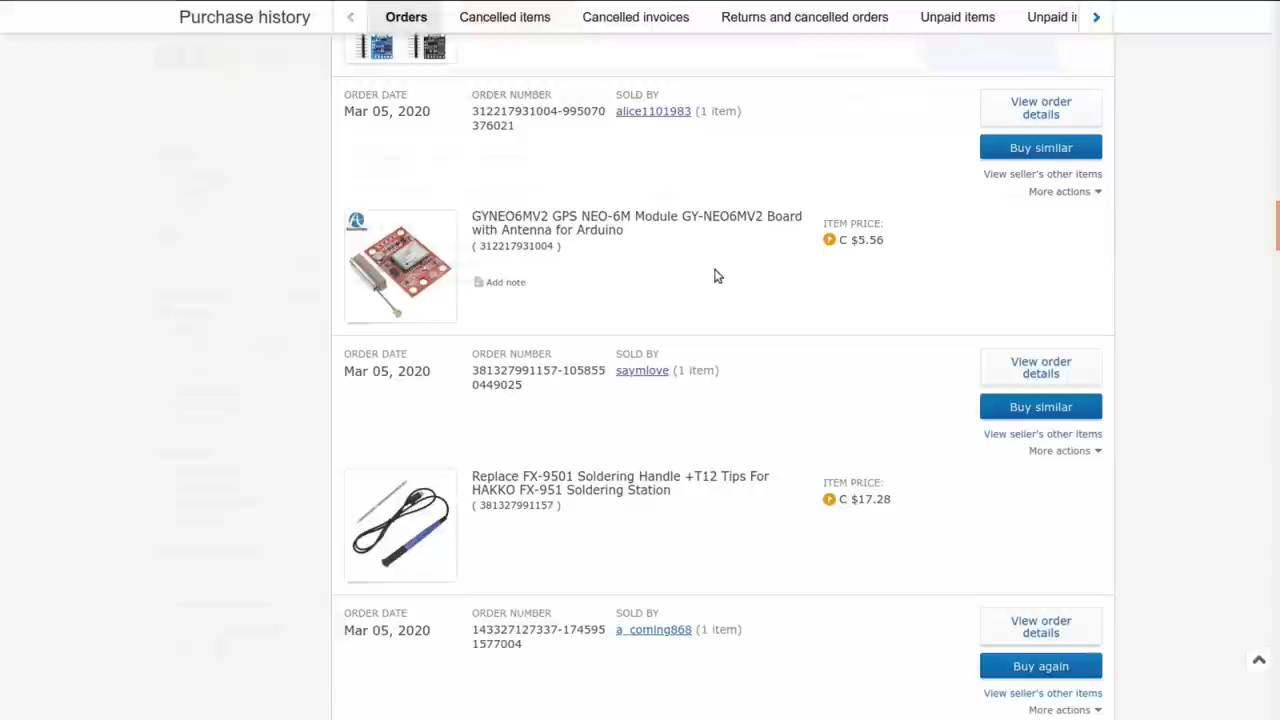 Purchase history
Orders
Cancelled items
Cancelled invoices
Returns and cancelled orders
Unpaid items
Unpaid i
ORDER DATE
Mar 05, 2020
ORDER NUMBER
312217931004-995070
376021
SOLD BY
alice1101983 (1 item)
View order
details
Buy similar
View seller's other items
More actions
GYNEO6MV2 GPS NEO-6M Module GY-NEO6MV2 Board
with Antenna for Arduino
( 312217931004 )
Add note
ITEM PRICE:
P C $5.56
ORDER DATE
Mar 05, 2020
ORDER NUMBER
381327991157-105855
0449025
SOLD BY
saymlove (1 item)
View order
details
Buy similar
View seller's other items
More actions
Replace FX-9501 Soldering Handle +T12 Tips For
HAKKO FX-951 Soldering Station
( 381327991157 )
ITEM PRICE:
P C $17.28
ORDER DATE
Mar 05, 2020
ORDER NUMBER
143327127337-174595
1577004
SOLD BY
a_coming868 (1 item)
View order
details
Buy again
View seller's other items
More actions